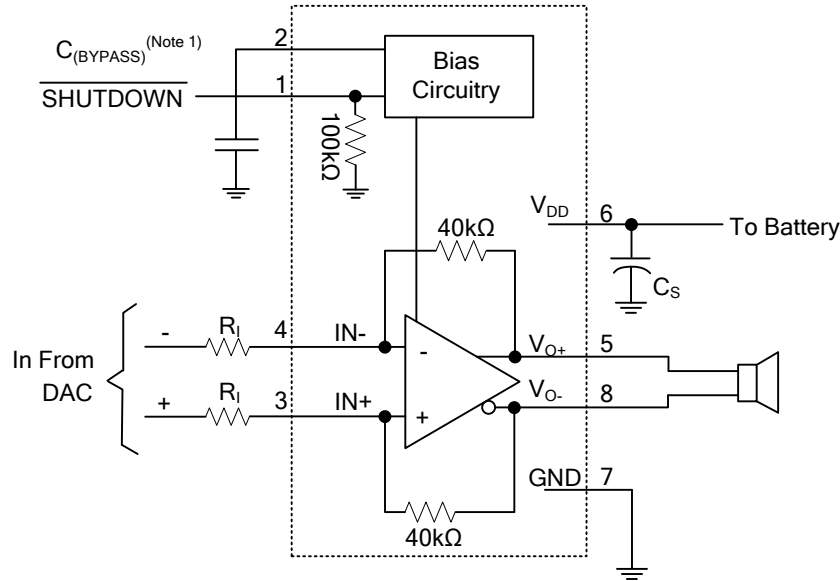 C(BYPASS)(Note 1)
2
Bias
Circuitry
SHUTDOWN
1
100kΩ
VDD
6
To Battery
CS
40kΩ
In From
DAC
-
RI
4
IN-
-
VO+
5
+
RI
3
IN+
+
VO-
8
GND
7
40kΩ